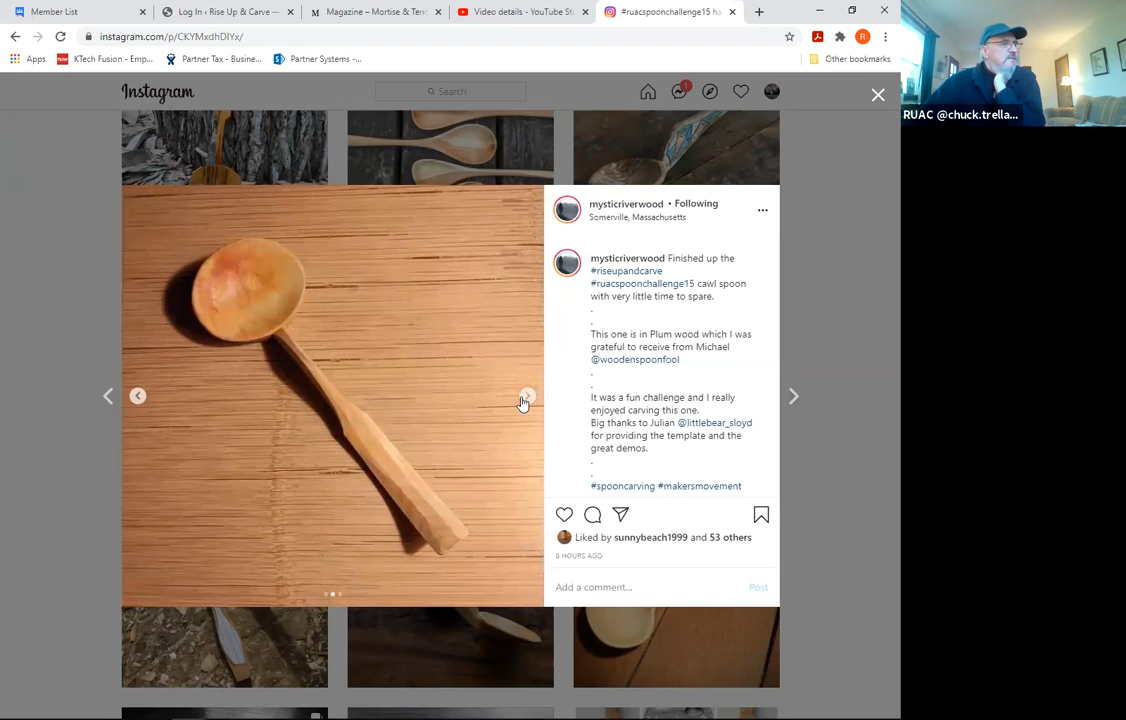 Member List
Log In ‹ Rise Up & Carve —
Magazine – Mortise & Ten
Video details - YouTube St
#ruacspoonchallenge15 ha
instagram.com/p/CKYMxdhDIYx/
R
Apps
now
KTech Fusion - Emp...
Partner Tax - Busine...
Partner Systems -...
Other bookmarks
Instagram
Search
1
RUAC @chuck.trella...
mysticriverwood • Following
Somerville, Massachusetts
mysticriverwood Finished up the
#riseupandcarve
#ruacspoonchallenge15 cawl spoon
with very little time to spare.
.
.
This one is in Plum wood which I was
grateful to receive from Michael
@woodenspoonfool
.
.
It was a fun challenge and I really
enjoyed carving this one.
Big thanks to Julian @littlebear_sloyd
for providing the template and the
great demos.
.
.
#spooncarving #makersmovement
Liked by sunnybeach1999 and 53 others
8 HOURS AGO
Add a comment...
Post